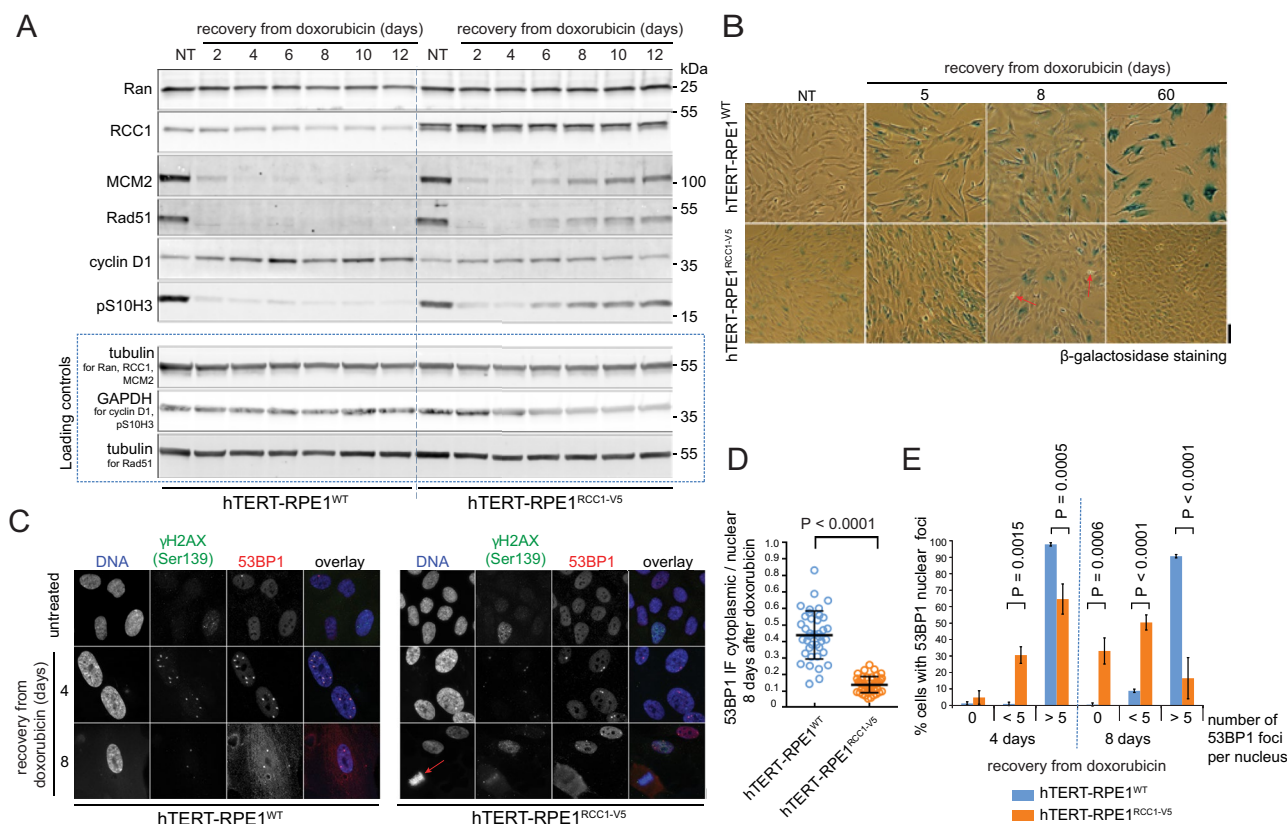 A
recovery from doxorubicin (days)
recovery from doxorubicin (days)
NT 2 4 6 8 10 12 NT 2 4 6 8 10 12
kDa
Ran
25
55
RCC1
MCM2
100
55
Rad51
cyclin D1
35
pS10H3
15
Loading controls
tubulin
for Ran, RCC1,
MCM2
55
GAPDH
for cyclin D1,
pS10H3
35
tubulin
for Rad51
55
hTERT-RPE1WT
hTERT-RPE1RCC1-V5
B
recovery from doxorubicin (days)
NT 5 8 60
hTERT-RPE1WT
hTERT-RPE1RCC1-V5
β-galactosidase staining
C
DNA γH2AX (Ser139) 53BP1 overlay
DNA γH2AX (Ser139) 53BP1 overlay
untreated
recovery from
doxorubicin (days)
4
8
hTERT-RPE1WT
hTERT-RPE1RCC1-V5
D
P < 0.0001
53BP1 IF cytoplasmic / nuclear
8 days after doxorubicin
1.0
0.9
0.8
0.6
0.5
0.4
0.3
0.2
0.1
hTERT-RPE1WT
hTERT-RPE1RCC1-V5
E
P = 0.0015
P = 0.0005
P = 0.0006
P < 0.0001
P < 0.0001
% cells with 53BP1 nuclear foci
100
90
80
70
60
50
40
30
20
10
0
0 < 5 > 5 0 < 5 > 5
4 days 8 days
number of
53BP1 foci
per nucleus
recovery from doxorubicin
hTERT-RPE1WT
hTERT-RPE1RCC1-V5